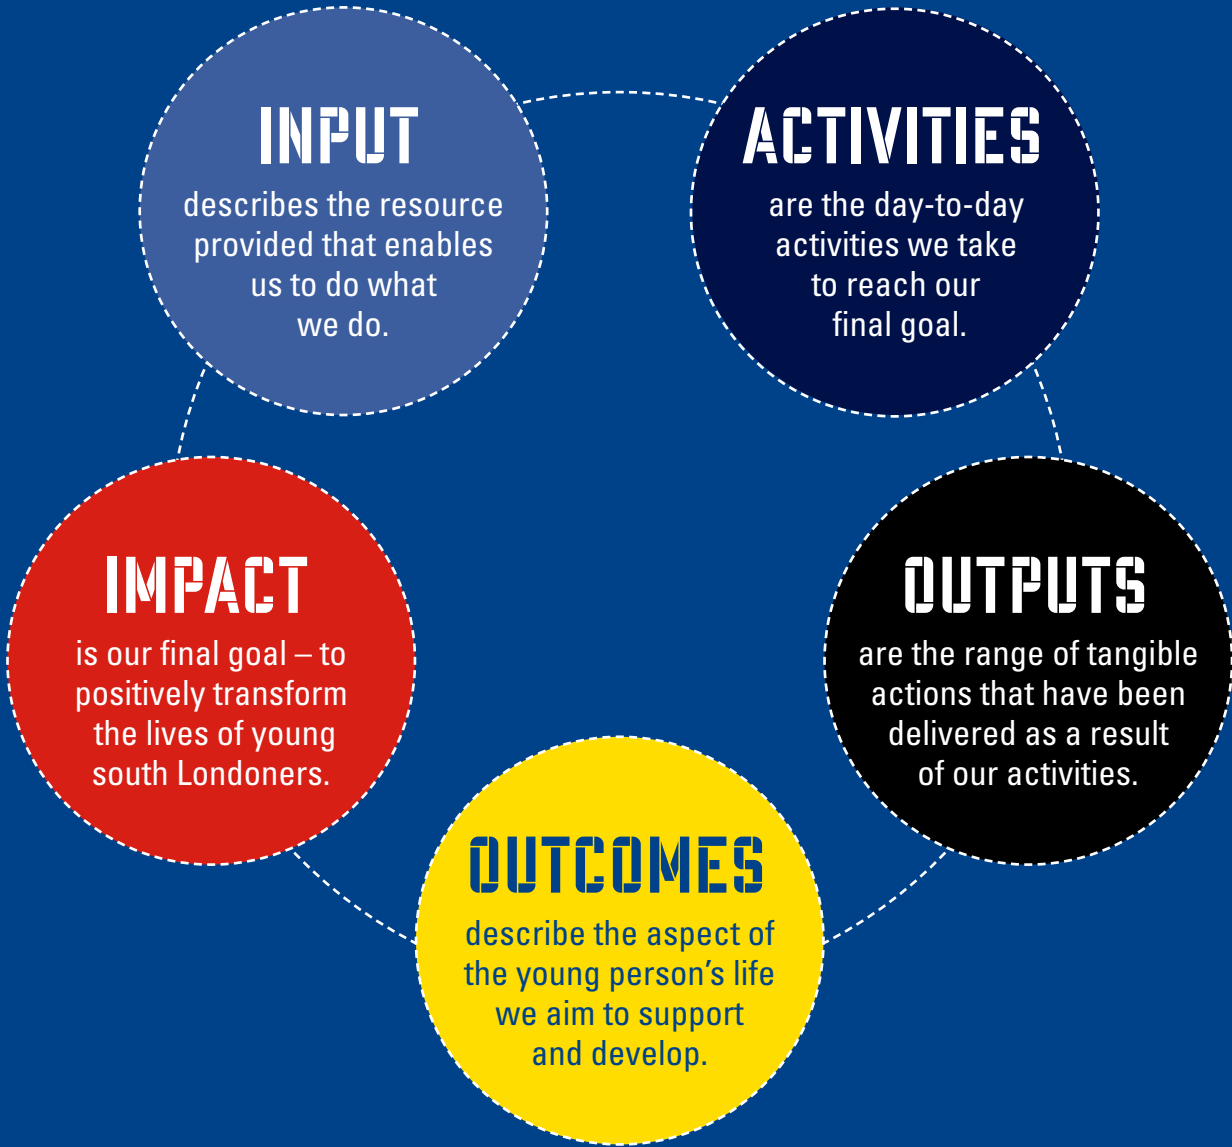 INPUT
describes the resource
provided that enables
us to do what
we do.
ACTIVITIES
are the day-to-day
activities we take
to reach our
final goal.
OUTPUTS
are the range of tangible
actions that have been
delivered as a result
of our activities.
OUTCOMES
describe the aspect of
the young person’s life
we aim to support
and develop.
IMPACT
is our final goal – to
positively transform
the lives of young
south Londoners.